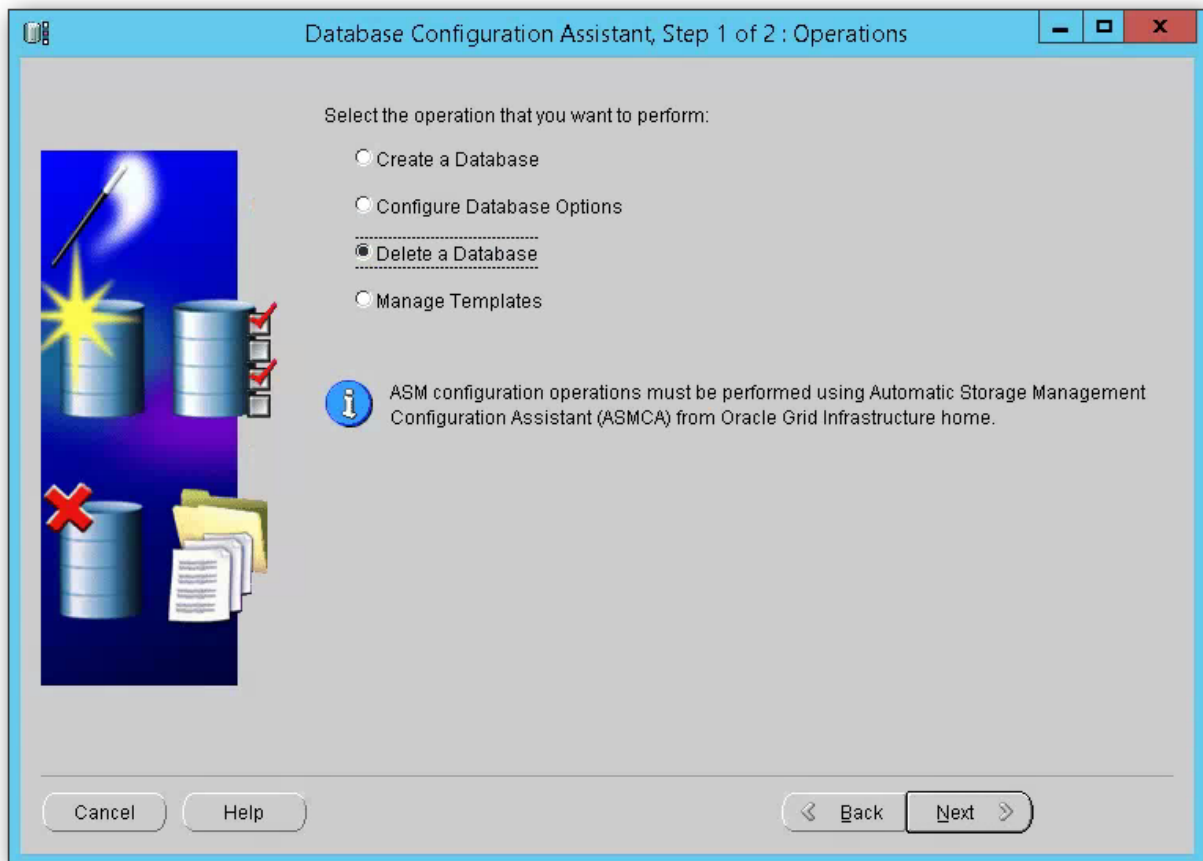 Database Configuration Assistant, Step 1 of 2 : Operations
Select the operation that you want to perform:
Create a Database
Configure Database Options
Delete a Database
Manage Templates
ASM configuration operations must be performed using Automatic Storage Management
Configuration Assistant (ASMCA) from Oracle Grid Infrastructure home.
Cancel Help Back Next